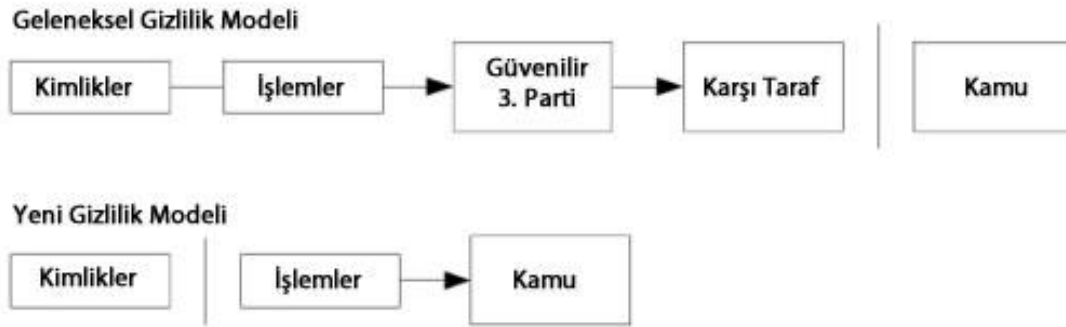 Geleneksel Gizlilik Modeli
Kimlikler
İşlemler
Güvenilir
3. Parti
Karşı Taraf
Kamu
Yeni Gizlilik Modeli
Kimlikler
İşlemler
Kamu